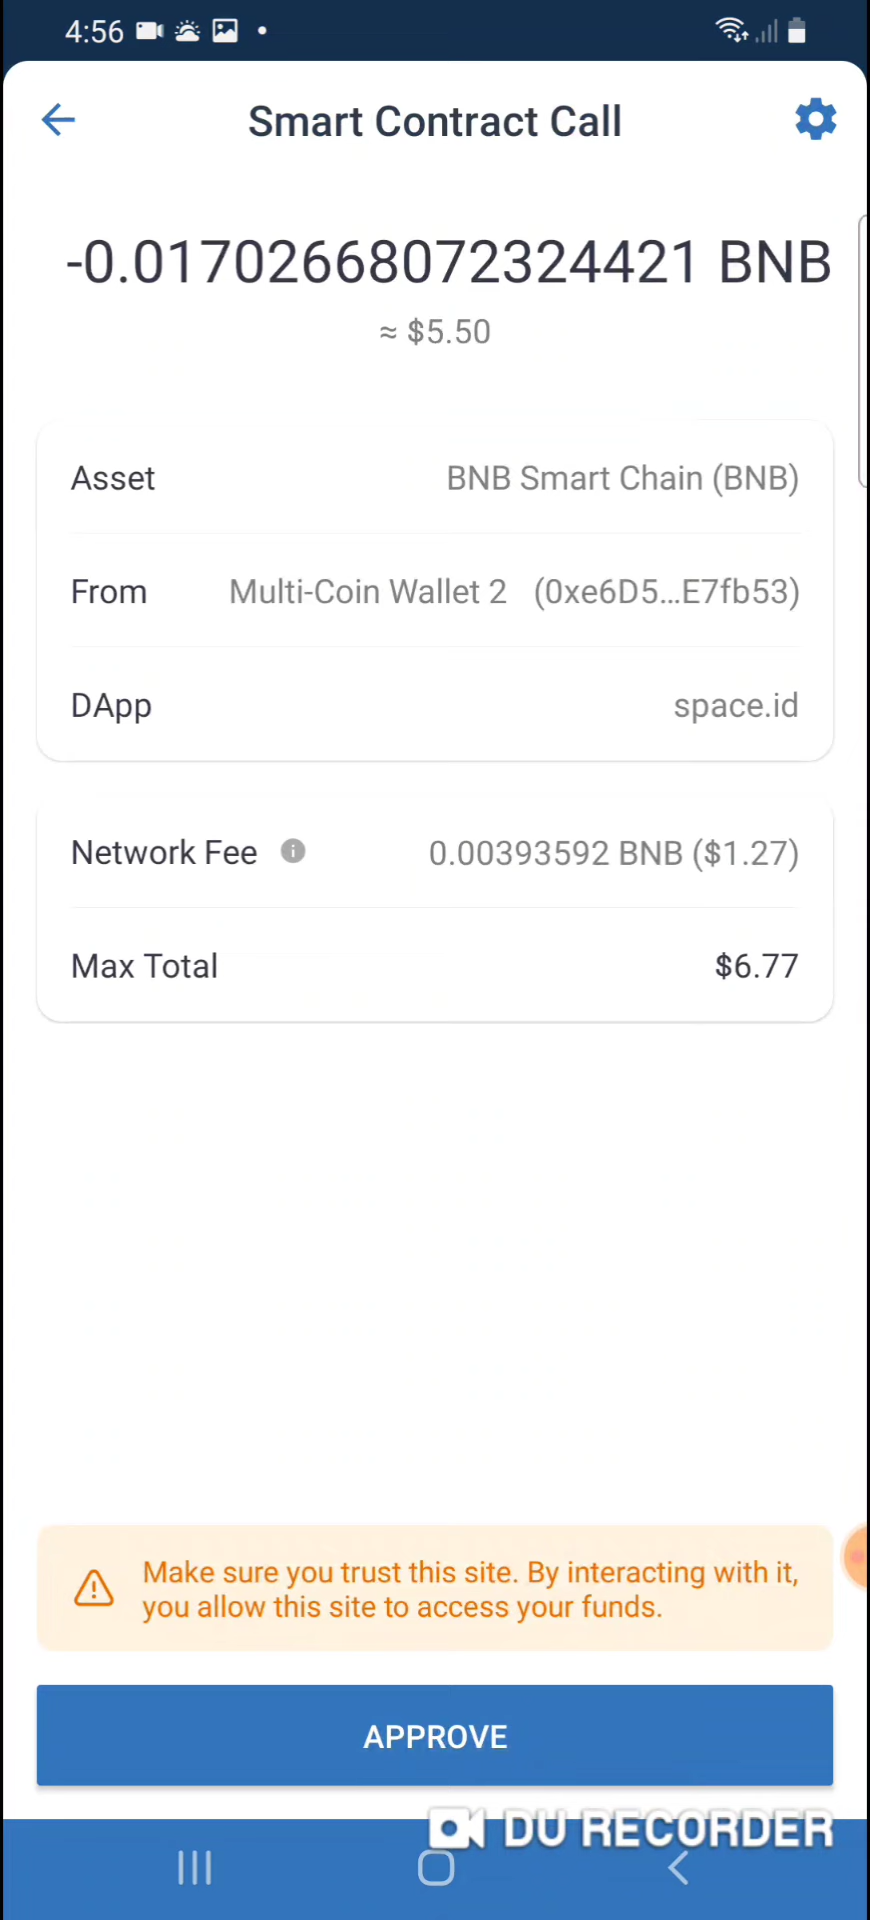 4:56
Smart Contract Call
-0.01702668072324421 BNB
≈ $5.50
Asset BNB Smart Chain (BNB)
From Multi-Coin Wallet 2 (0xe6D5...E7fb53)
DApp space.id
Network Fee 0.00393592 BNB ($1.27)
Max Total $6.77
Make sure you trust this site. By interacting with it,
you allow this site to access your funds.
APPROVE
DU RECORDER